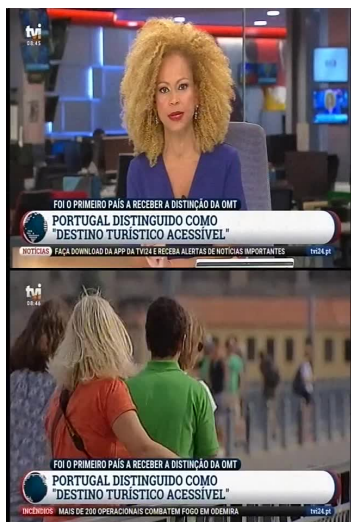 tvi
08:45
FOI O PRIMEIRO PAÍS A RECEBER A DISTINÇÃO DA OMT
PORTUGAL DISTINGUIDO COMO
"DESTINO TURÍSTICO ACESSÍVEL"
NOTÍCIAS FAÇA DOWNLOAD DA APP DA TVI24 E RECEBA ALERTAS DE NOTÍCIAS IMPORTANTES tvi24.pt
tvi
08:46
FOI O PRIMEIRO PAÍS A RECEBER A DISTINÇÃO DA OMT
PORTUGAL DISTINGUIDO COMO
"DESTINO TURÍSTICO ACESSÍVEL"
INCÊNDIOS MAIS DE 200 OPERACIONAIS COMBATEM FOGO EM ODEMIRA tvi24.pt